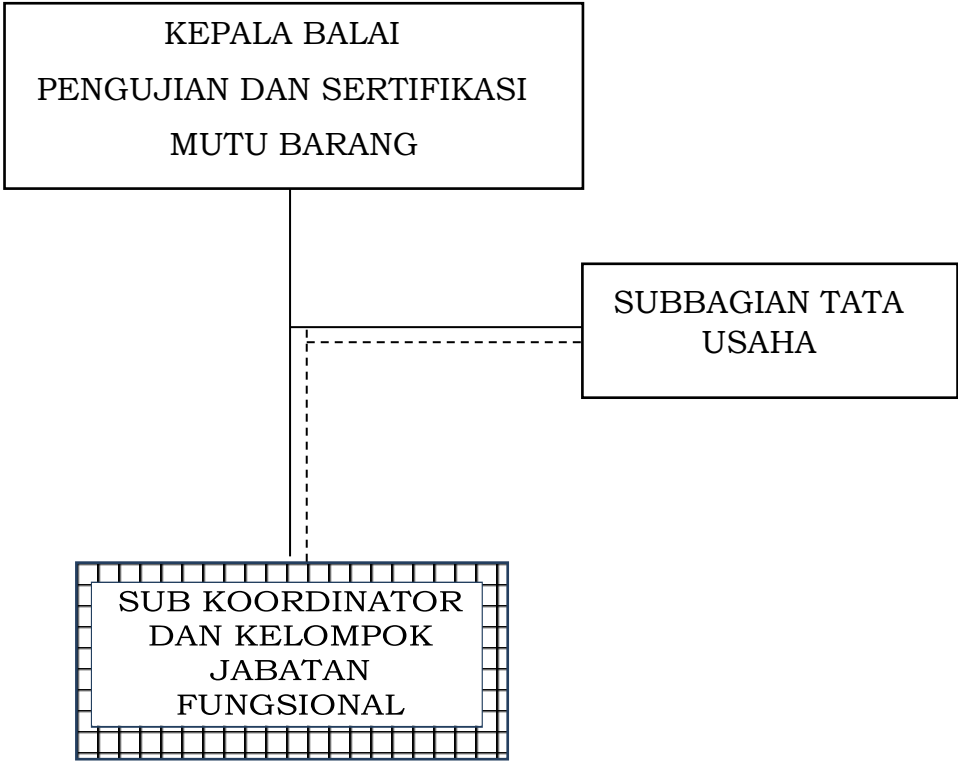 KEPALA BALAI
PENGUJIAN DAN SERTIFIKASI
MUTU BARANG
SUBBAGIAN TATA
USAHA
SUB KOORDINATOR
DAN KELOMPOK
JABATAN
FUNGSIONAL